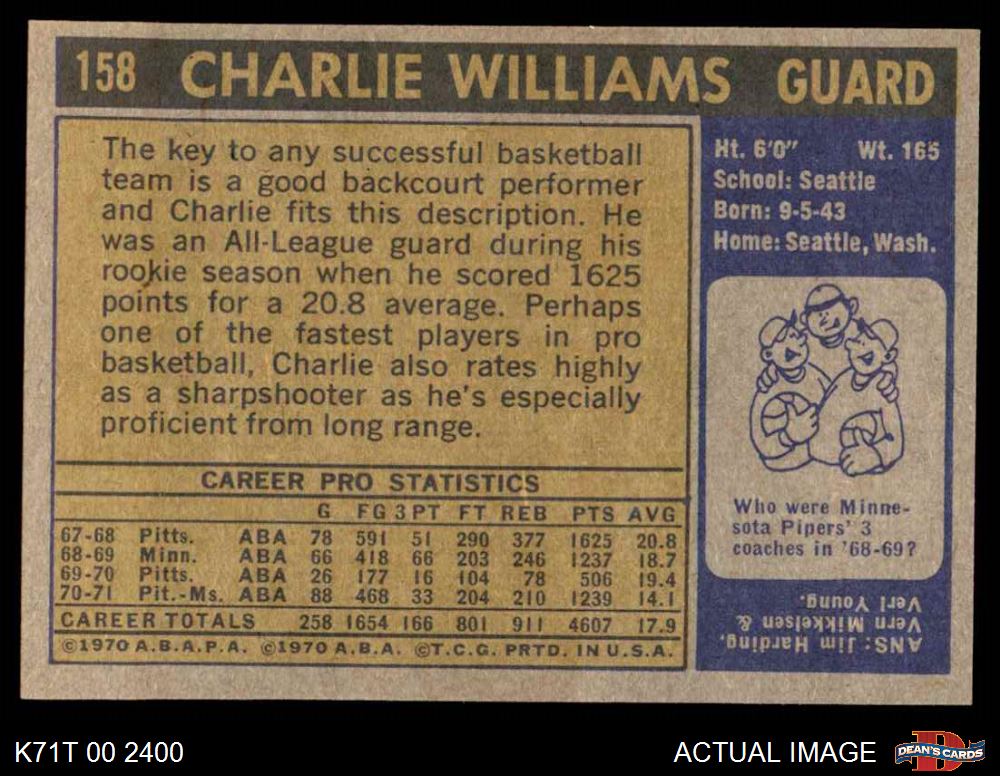 158 CHARLIE WILLIAMS GUARD
The key to any successful basketball
team is a good backcourt performer
and Charlie fits this description. He
was an All-League guard during his
rookie season when he scored 1625
points for a 20.8 average. Perhaps
one of the fastest players in pro
basketball, Charlie also rates highly
as a sharpshooter as he's especially
proficient from long range.
CAREER PRO STATISTICS
G FG 3PT FT REB PTS AVG
67-68 Pitts. ABA 78 591 51 290 377 1625 20.8
68-69 Minn. ABA 66 418 66 203 246 1237 18.7
69-70 Pitts. ABA 26 177 16 104 78 506 19.4
70-71 Pit.-Ms. ABA 88 468 33 204 210 1239 14.1
CAREER TOTALS 258 1654 166 801 911 4607 17.9
©1970 A.B.A.P.A. ©1970 A.B.A. ©T.C.G. PRTD. IN U.S.A.
Ht. 6'0" Wt. 165
School: Seattle
Born: 9-5-43
Home: Seattle, Wash.
Who were Minne-
sota Pipers' 3
coaches in '68-69?
ANS: Jim Harding,
Vern Mikkelsen &
Verl Young.
K71T 00 2400
ACTUAL IMAGE
DEAN'S CARDS